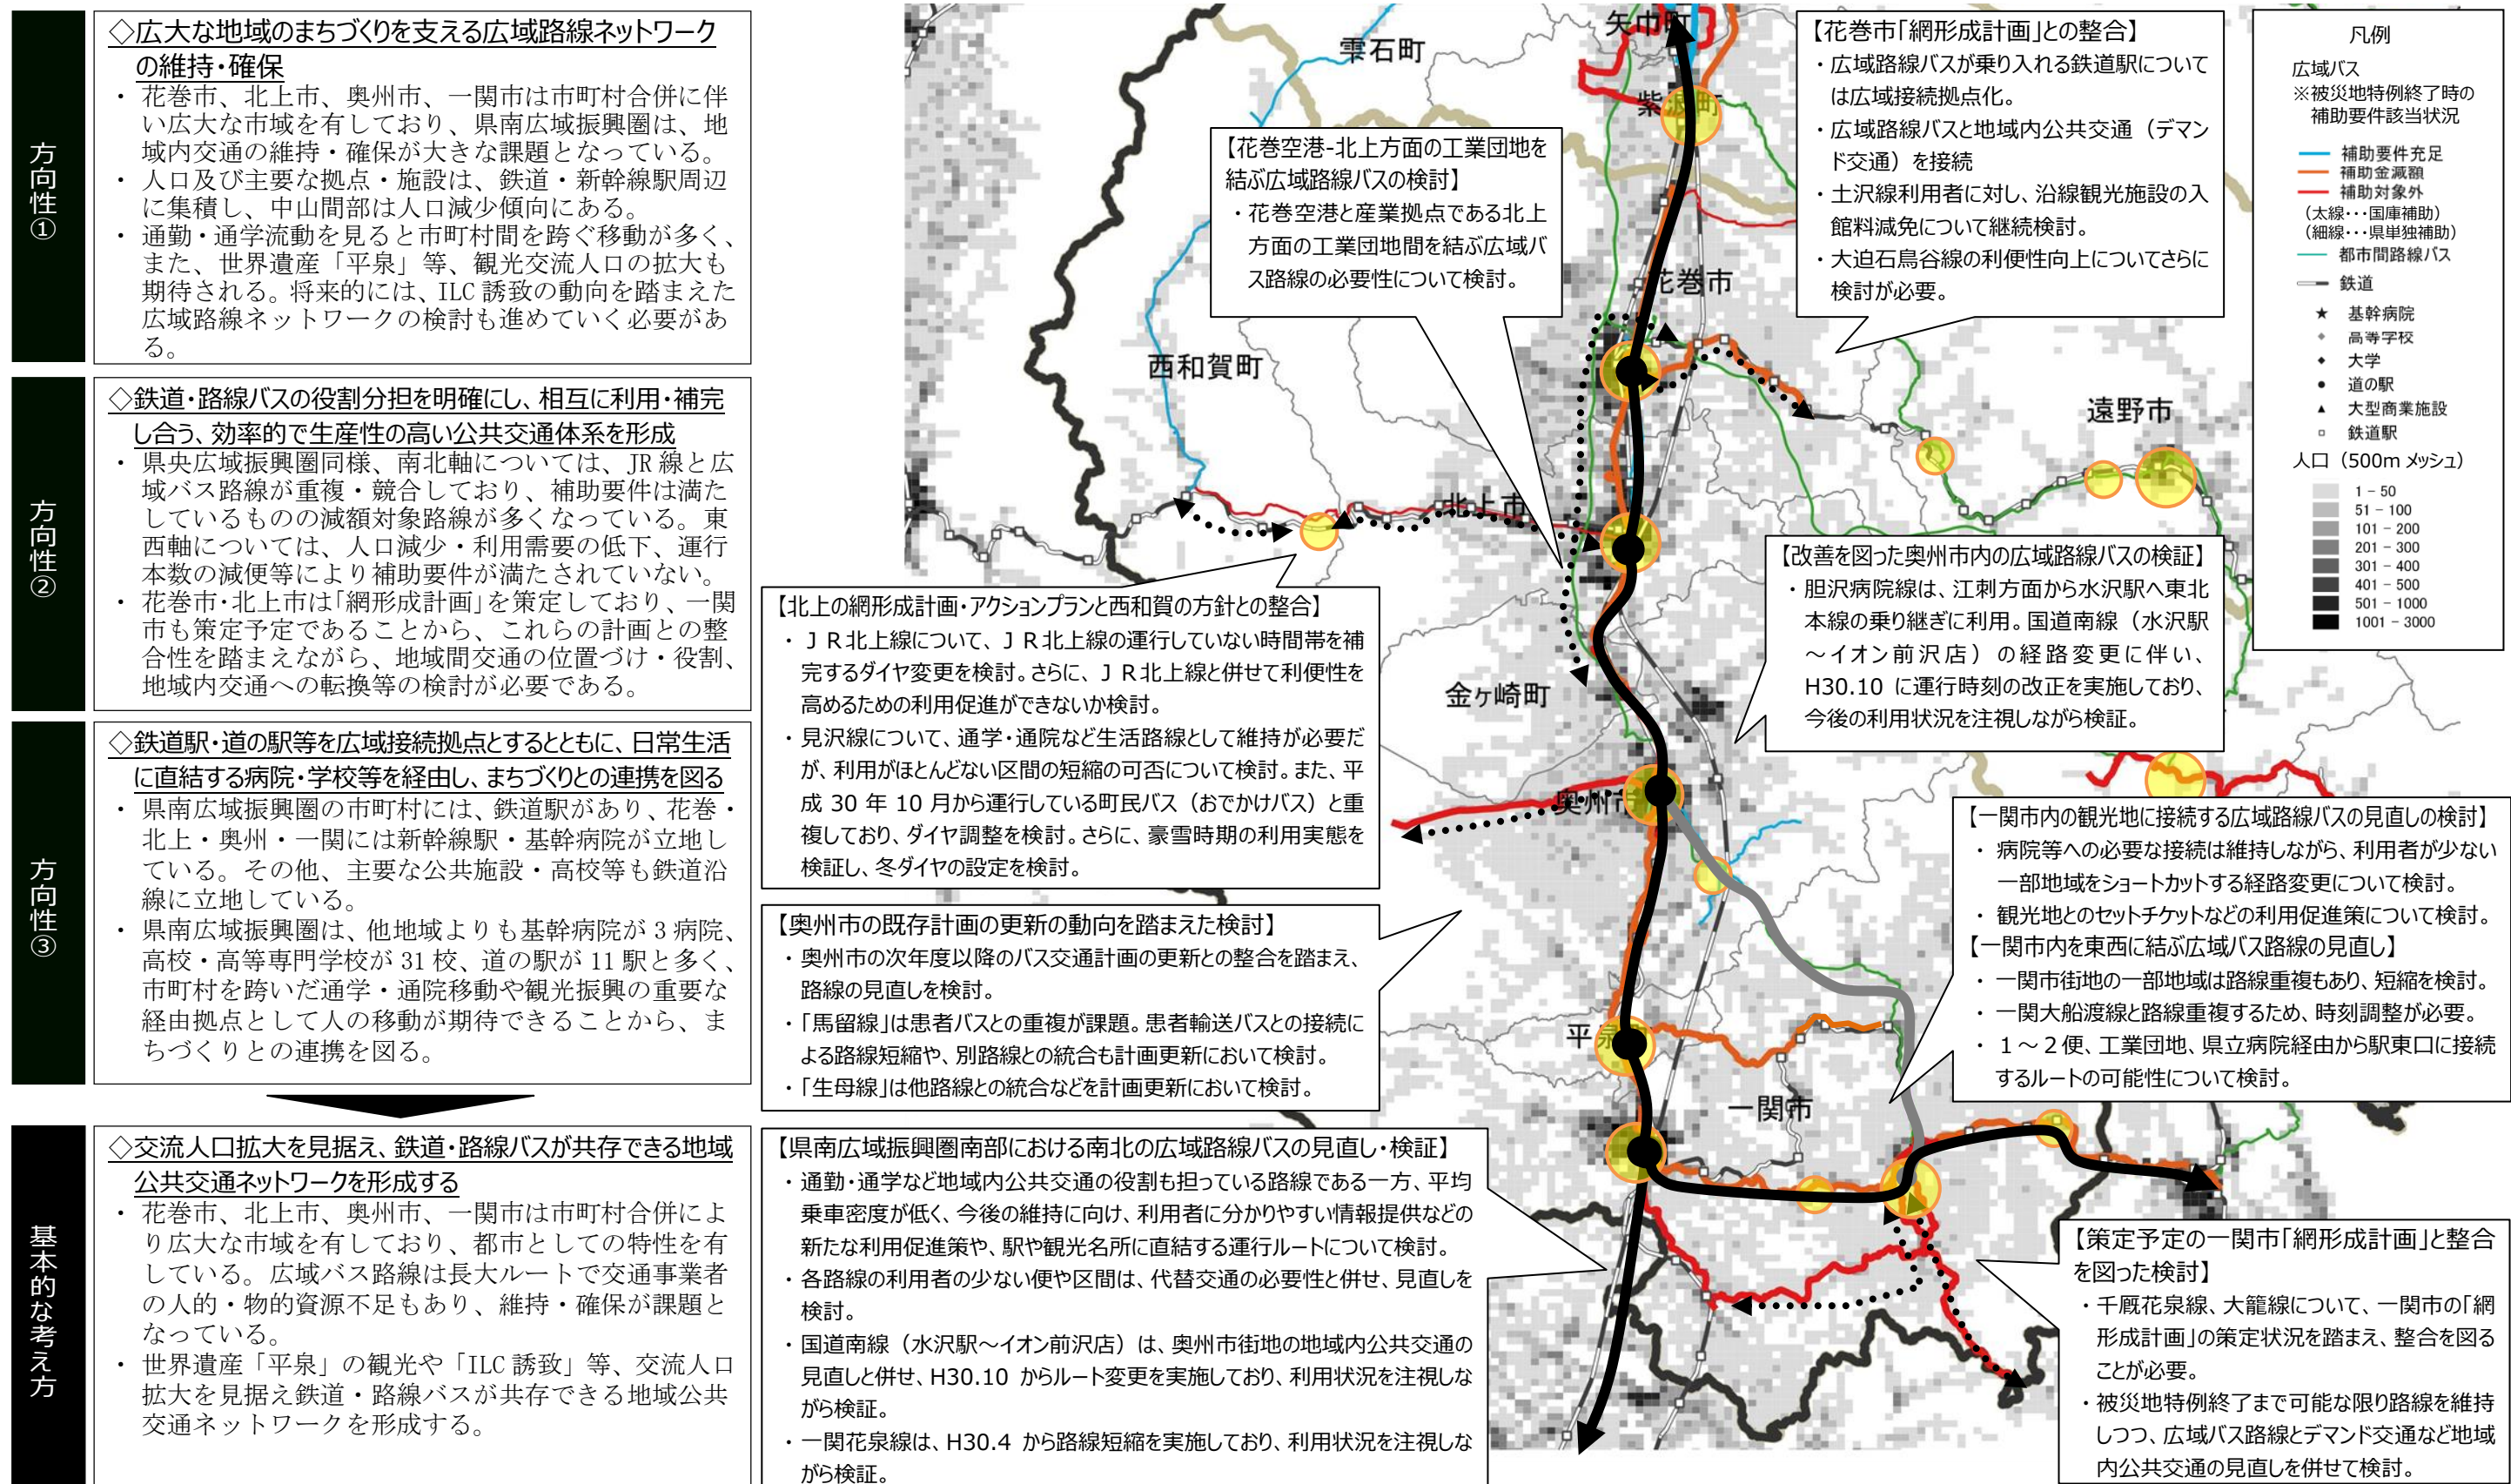 方向性①
◇広大な地域のまちづくりを支える広域路線ネットワーク
の維持・確保
・ 花巻市、北上市、奥州市、一関市は市町村合併に伴
い広大な市域を有しており、県南広域振興圏は、地
域内交通の維持・確保が大きな課題となっている。
・ 人口及び主要な拠点・施設は、鉄道・新幹線駅周辺
に集積し、中山間部は人口減少傾向にある。
・ 通勤・通学流動を見ると市町村間を跨ぐ移動が多く、
また、世界遺産「平泉」等、観光交流人口の拡大も
期待される。将来的には、ILC 誘致の動向を踏まえた
広域路線ネットワークの検討も進めていく必要があ
る。
方向性②
◇鉄道・路線バスの役割分担を明確にし、相互に利用・補完
し合う、効率的で生産性の高い公共交通体系を形成
・ 県央広域振興圏同様、南北軸については、JR 線と広
域バス路線が重複・競合しており、補助要件は満た
しているものの減額対象路線が多くなっている。東
西軸については、人口減少・利用需要の低下、運行
本数の減便等により補助要件が満たされていない。
・ 花巻市・北上市は「網形成計画」を策定しており、一関
市も策定予定であることから、これらの計画との整
合性を踏まえながら、地域間交通の位置づけ・役割、
地域内交通への転換等の検討が必要である。
方向性③
◇鉄道駅・道の駅等を広域接続拠点とするとともに、日常生活
に直結する病院・学校等を経由し、まちづくりとの連携を図る
・ 県南広域振興圏の市町村には、鉄道駅があり、花巻・
北上・奥州・一関には新幹線駅・基幹病院が立地し
ている。その他、主要な公共施設・高校等も鉄道沿
線に立地している。
・ 県南広域振興圏は、他地域よりも基幹病院が 3 病院、
高校・高等専門学校が 31 校、道の駅が 11 駅と多く、
市町村を跨いだ通学・通院移動や観光振興の重要な
経由拠点として人の移動が期待できることから、ま
ちづくりとの連携を図る。
基本的な考え方
◇交流人口拡大を見据え、鉄道・路線バスが共存できる地域
公共交通ネットワークを形成する
・ 花巻市、北上市、奥州市、一関市は市町村合併によ
り広大な市域を有しており、都市としての特性を有
している。広域バス路線は長大ルートで交通事業者
の人的・物的資源不足もあり、維持・確保が課題と
なっている。
・ 世界遺産「平泉」の観光や「ILC 誘致」等、交流人口
拡大を見据え鉄道・路線バスが共存できる地域公共
交通ネットワークを形成する。
矢巾町
雫石町
紫波町
花巻市
西和賀町
遠野市
北上市
金ヶ崎町
奥州市
一関市
【花巻空港-北上方面の工業団地を
結ぶ広域路線バスの検討】
・花巻空港と産業拠点である北上
方面の工業団地間を結ぶ広域バ
ス路線の必要性について検討。
【花巻市「網形成計画」との整合】
・広域路線バスが乗り入れる鉄道駅について
は広域接続拠点化。
・広域路線バスと地域内公共交通（デマン
ド交通）を接続
・土沢線利用者に対し、沿線観光施設の入
館料減免について継続検討。
・大迫石鳥谷線の利便性向上についてさらに
検討が必要。
凡例
広域バス
※被災地特例終了時の
補助要件該当状況
補助要件充足
補助金減額
補助対象外
（太線・・・国庫補助）
（細線・・・県単独補助）
都市間路線バス
鉄道
★ 基幹病院
高等学校
◆ 大学
● 道の駅
▲ 大型商業施設
□ 鉄道駅
人口（500m メッシュ）
1 - 50
51 - 100
101 - 200
201 - 300
301 - 400
401 - 500
501 - 1000
1001 - 3000
【北上の網形成計画・アクションプランと西和賀の方針との整合】
・ ＪＲ北上線について、ＪＲ北上線の運行していない時間帯を補
完するダイヤ変更を検討。さらに、ＪＲ北上線と併せて利便性を
高めるための利用促進ができないか検討。
・ 見沢線について、通学・通院など生活路線として維持が必要だ
が、利用がほとんどない区間の短縮の可否について検討。また、平
成 30 年 10 月から運行している町民バス（おでかけバス）と重
複しており、ダイヤ調整を検討。さらに、豪雪時期の利用実態を
検証し、冬ダイヤの設定を検討。
【改善を図った奥州市内の広域路線バスの検証】
・ 胆沢病院線は、江刺方面から水沢駅へ東北
本線の乗り継ぎに利用。国道南線（水沢駅
～イオン前沢店）の経路変更に伴い、
H30.10 に運行時刻の改正を実施しており、
今後の利用状況を注視しながら検証。
【奥州市の既存計画の更新の動向を踏まえた検討】
・奥州市の次年度以降のバス交通計画の更新との整合を踏まえ、
路線の見直しを検討。
・「馬留線」は患者バスとの重複が課題。患者輸送バスとの接続に
よる路線短縮や、別路線との統合も計画更新において検討。
・「生母線」は他路線との統合などを計画更新において検討。
【一関市内の観光地に接続する広域路線バスの見直しの検討】
・ 病院等への必要な接続は維持しながら、利用者が少ない
一部地域をショートカットする経路変更について検討。
・ 観光地とのセットチケットなどの利用促進策について検討。
【一関市内を東西に結ぶ広域バス路線の見直し】
・ 一関市街地の一部地域は路線重複もあり、短縮を検討。
・ 一関大船渡線と路線重複するため、時刻調整が必要。
・ １～２便、工業団地、県立病院経由から駅東口に接続
するルートの可能性について検討。
【県南広域振興圏南部における南北の広域路線バスの見直し・検証】
・通勤・通学など地域内公共交通の役割も担っている路線である一方、平均
乗車密度が低く、今後の維持に向け、利用者に分かりやすい情報提供などの
新たな利用促進策や、駅や観光名所に直結する運行ルートについて検討。
・各路線の利用者の少ない便や区間は、代替交通の必要性と併せ、見直しを
検討。
・国道南線（水沢駅～イオン前沢店）は、奥州市街地の地域内公共交通の
見直しと併せ、H30.10 からルート変更を実施しており、利用状況を注視しな
がら検証。
・一関花泉線は、H30.4 から路線短縮を実施しており、利用状況を注視しな
がら検証。
【策定予定の一関市「網形成計画」と整合
を図った検討】
・千厩花泉線、大籠線について、一関市の「網
形成計画」の策定状況を踏まえ、整合を図る
ことが必要。
・被災地特例終了まで可能な限り路線を維持
しつつ、広域バス路線とデマンド交通など地域
内公共交通の見直しを併せて検討。